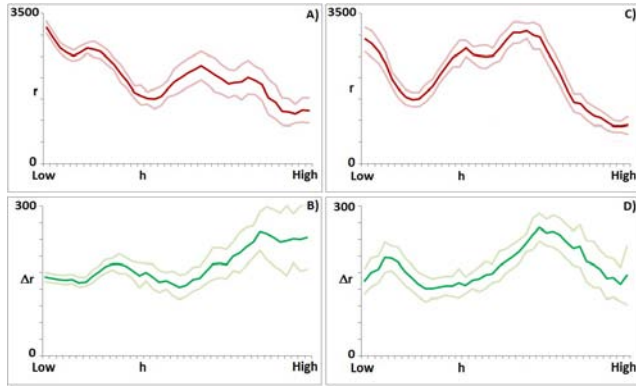 3500 A)
r
0
Low h High
3500 C)
r
0
Low h High
300 B)
Δr
0
Low h High
300 D)
Δr
0
Low h High